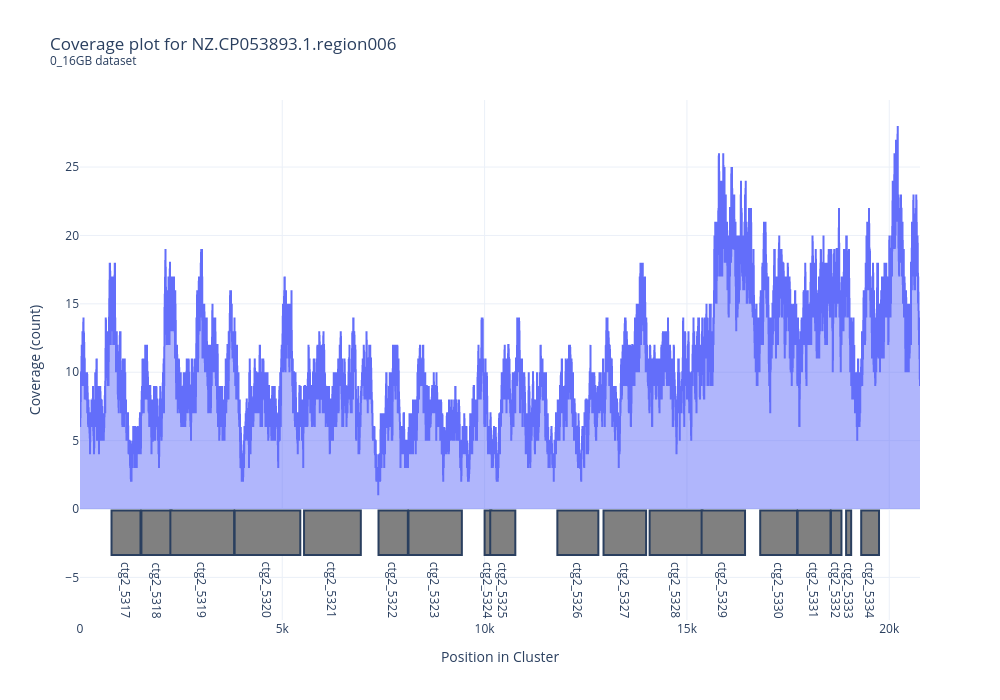 Coverage plot for NZ.CP053893.1.region006
0_16GB dataset
Coverage (count)
25
20
15
10
5
0
−5
ctg2_5317
ctg2_5318
ctg2_5319
ctg2_5320
ctg2_5321
ctg2_5322
ctg2_5323
ctg2_5324
ctg2_5325
ctg2_5326
ctg2_5327
ctg2_5328
ctg2_5329
ctg2_5330
ctg2_5331
ctg2_5332
ctg2_5333
ctg2_5334
0
5k
10k
15k
20k
Position in Cluster